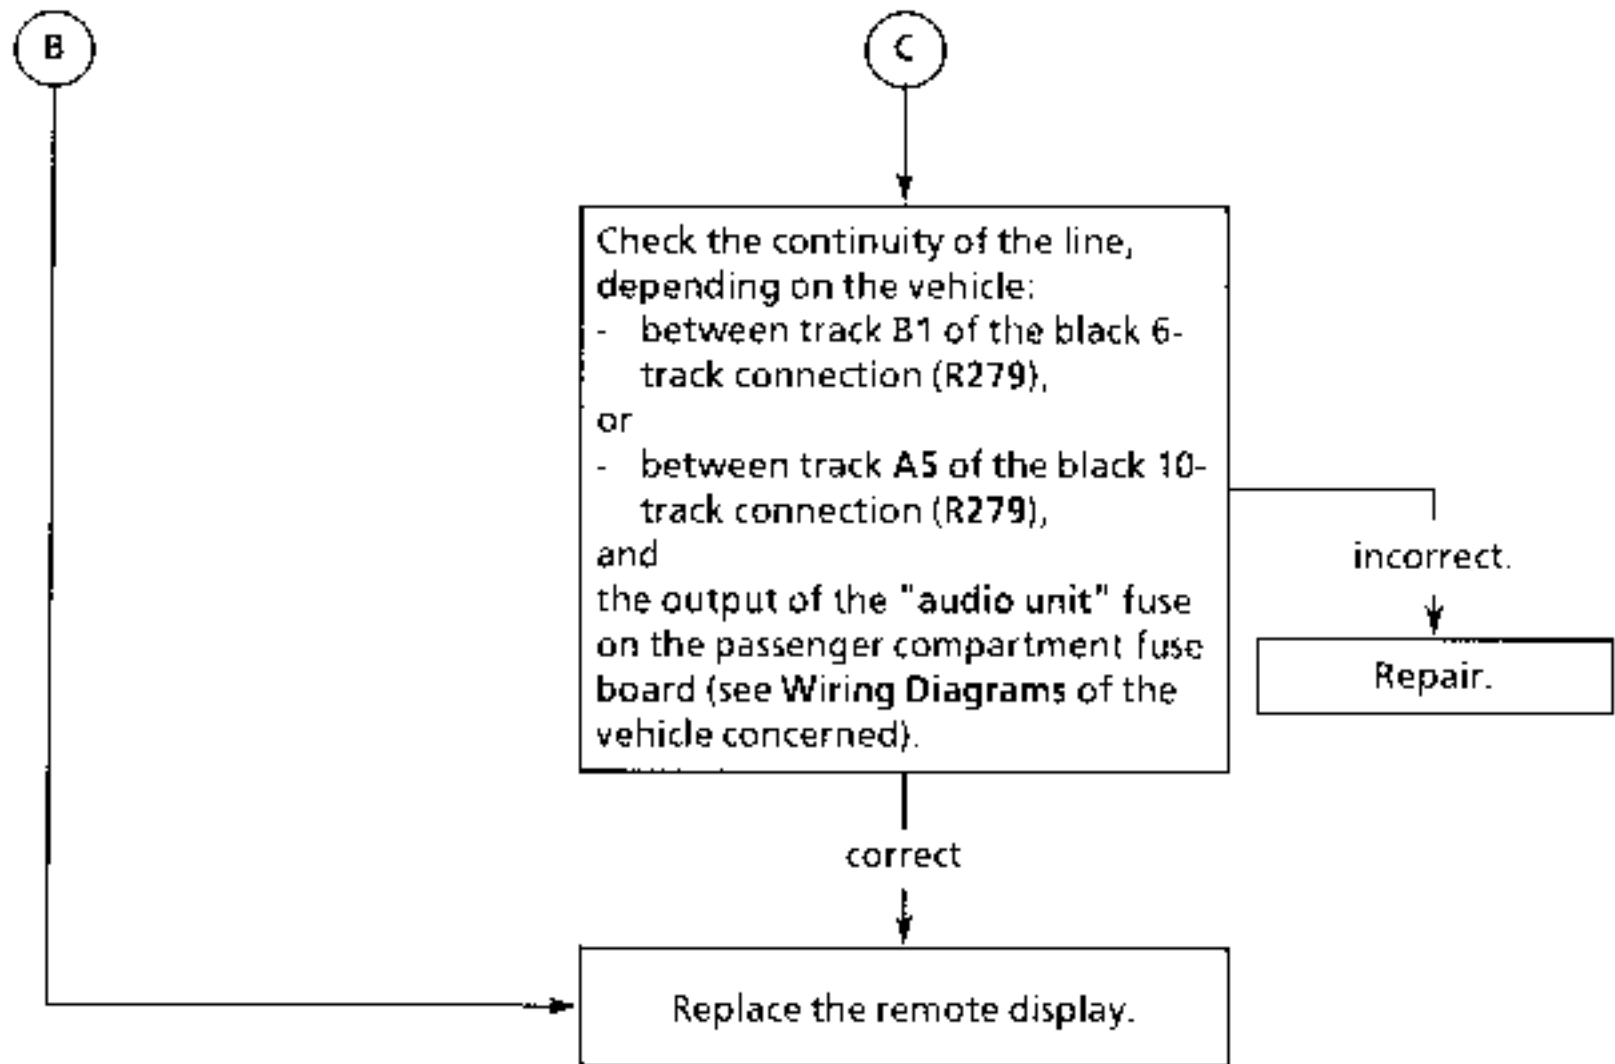 B
C
Check the continuity of the line,
depending on the vehicle:
- between track B1 of the black 6-
track connection (R279),
or
- between track A5 of the black 10-
track connection (R279),
and
the output of the "audio unit" fuse
on the passenger compartment fuse
board (see Wiring Diagrams of the
vehicle concerned).
incorrect.
Repair.
correct
Replace the remote display.